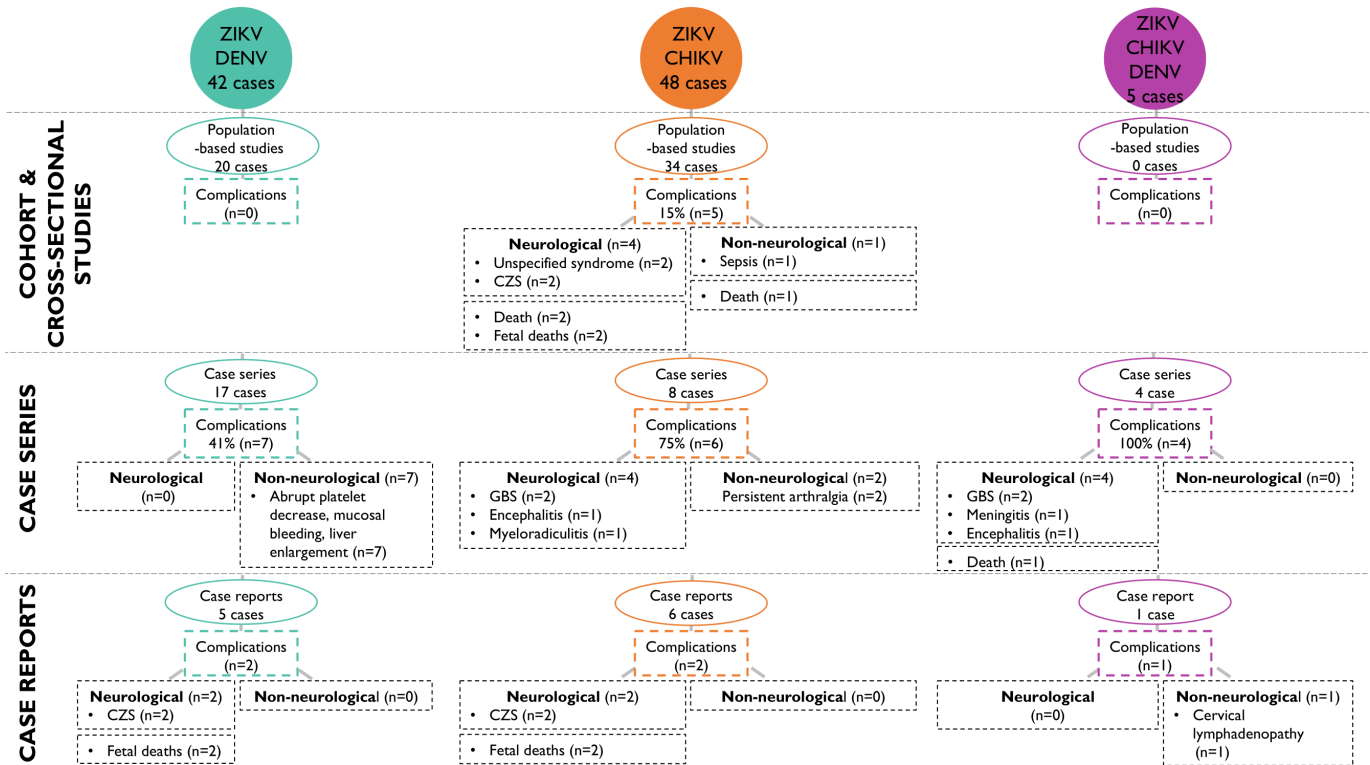 ZIKV
DENV
42 cases
ZIKV
CHIKV
48 cases
ZIKV
CHIKV
DENV
5 cases
COHORT &
CROSS-SECTIONAL
STUDIES
Population
-based studies
20 cases
Complications
(n=0)
Population
-based studies
34 cases
Complications
15% (n=5)
Neurological (n=4)
• Unspecified syndrome (n=2)
• CZS (n=2)
• Death (n=2)
• Fetal deaths (n=2)
Non-neurological (n=1)
• Sepsis (n=1)
• Death (n=1)
Population
-based studies
0 cases
Complications
(n=0)
CASE SERIES
Case series
17 cases
Complications
41% (n=7)
Neurological
(n=0)
Non-neurological (n=7)
• Abrupt platelet
decrease, mucosal
bleeding, liver
enlargement (n=7)
Case series
8 cases
Complications
75% (n=6)
Neurological (n=4)
• GBS (n=2)
• Encephalitis (n=1)
• Myeloradiculitis (n=1)
Non-neurological (n=2)
Persistent arthralgia (n=2)
Case series
4 case
Complications
100% (n=4)
Neurological (n=4)
• GBS (n=2)
• Meningitis (n=1)
• Encephalitis (n=1)
• Death (n=1)
Non-neurological (n=0)
CASE REPORTS
Case reports
5 cases
Complications
(n=2)
Neurological (n=2)
• CZS (n=2)
• Fetal deaths (n=2)
Non-neurological (n=0)
Case reports
6 cases
Complications
(n=2)
Neurological (n=2)
• CZS (n=2)
• Fetal deaths (n=2)
Non-neurological (n=0)
Case report
1 case
Complications
(n=1)
Neurological
(n=0)
Non-neurological (n=1)
• Cervical
lymphadenopathy
(n=1)